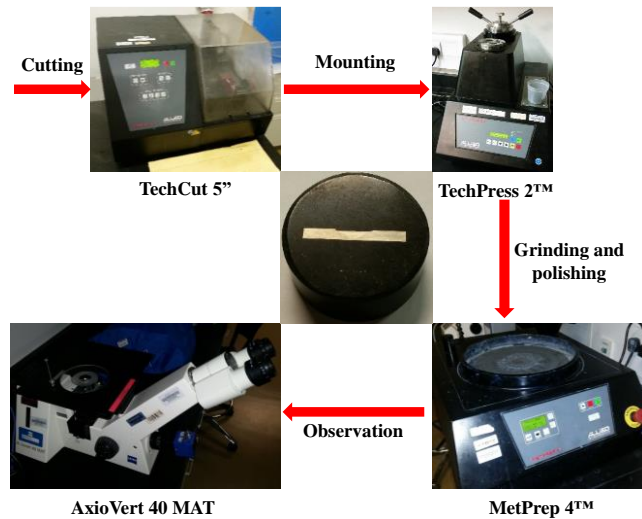 Cutting
Mounting
TechCut 5”
TechPress 2™
Grinding and
polishing
Observation
AxioVert 40 MAT
MetPrep 4™